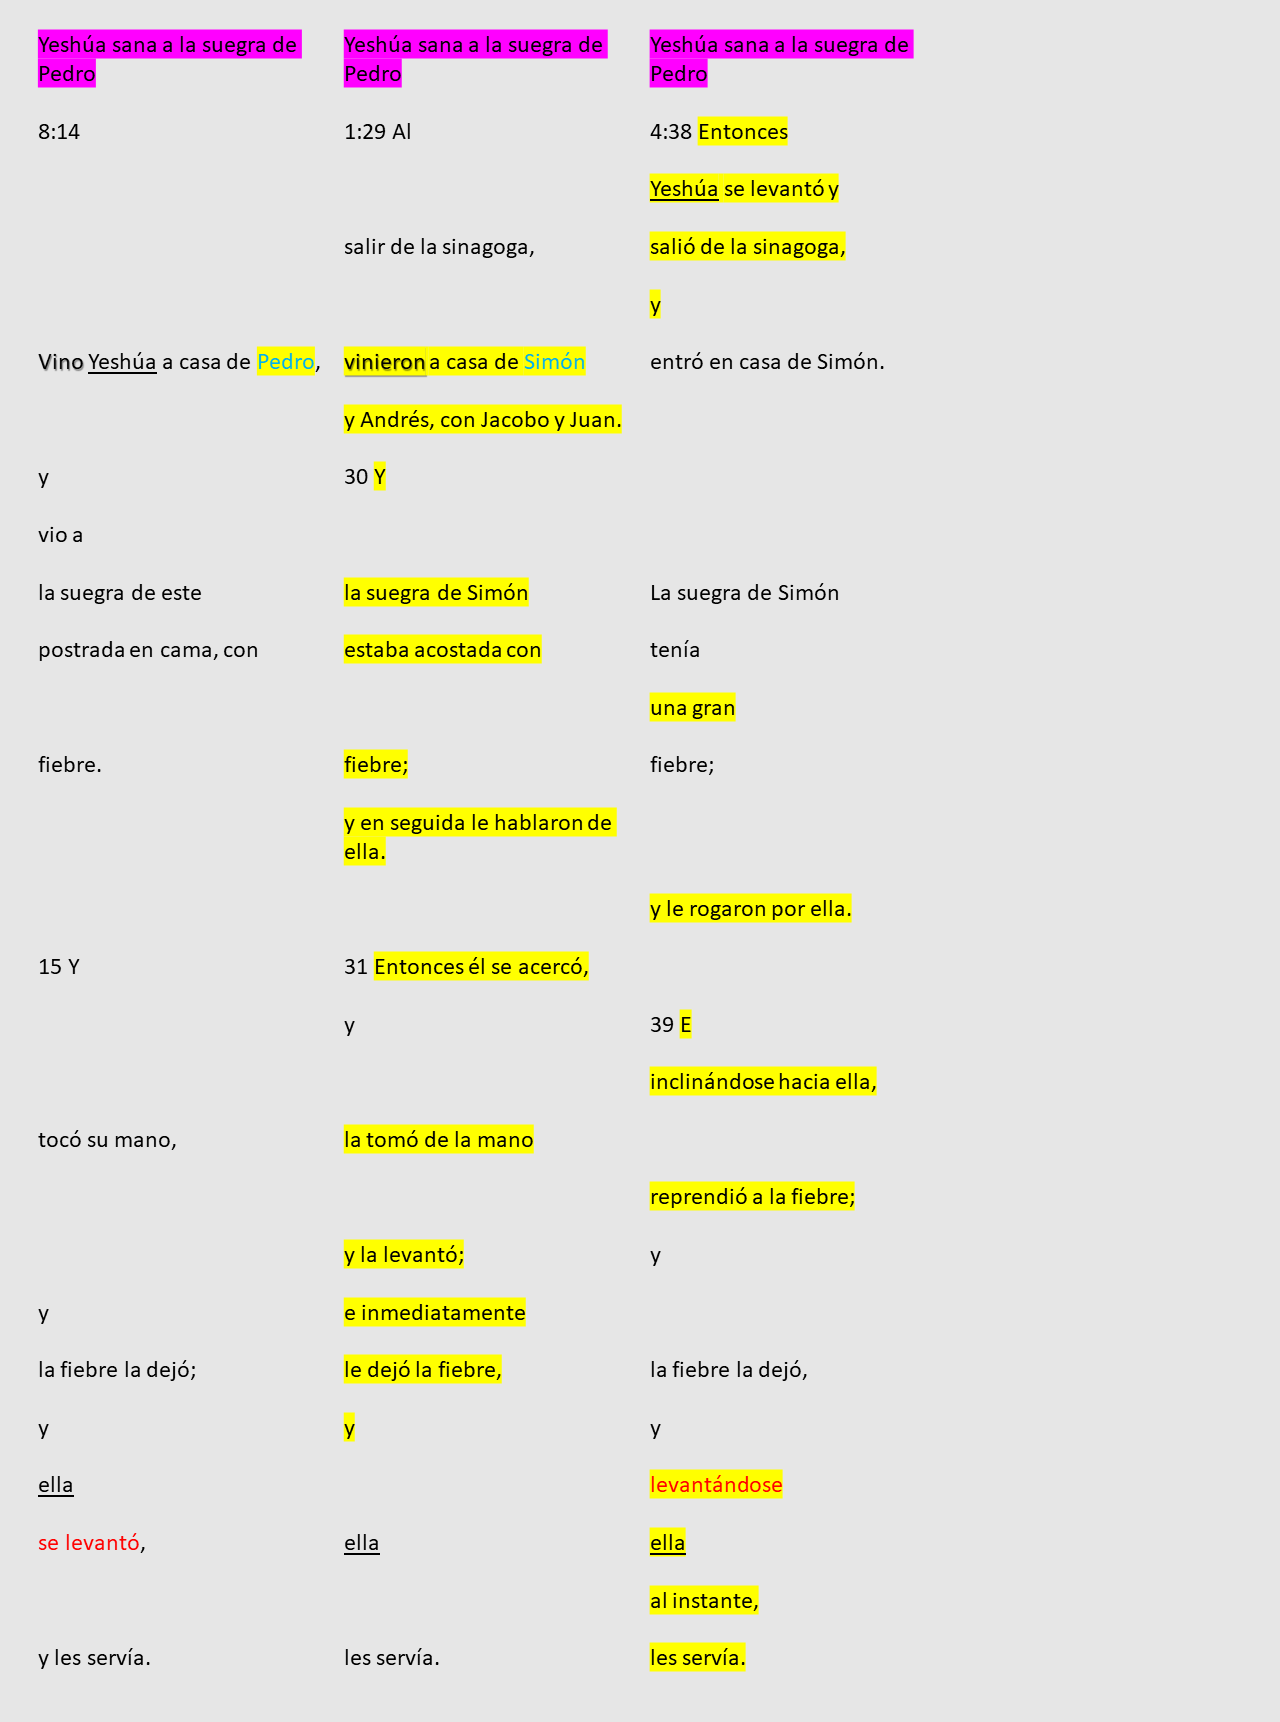 Yeshúa sana a la suegra de
Pedro
8:14
Vino Yeshúa a casa de Pedro,
y
vio a
la suegra de este
postrada en cama, con
fiebre.
15 Y
tocó su mano,
y
la fiebre la dejó;
y
ella
se levantó,
y les servía.
Yeshúa sana a la suegra de
Pedro
1:29 Al
salir de la sinagoga,
vinieron a casa de Simón
y Andrés, con Jacobo y Juan.
30 Y
la suegra de Simón
estaba acostada con
fiebre;
y en seguida le hablaron de
ella.
31 Entonces él se acercó,
y
la tomó de la mano
y la levantó;
e inmediatamente
le dejó la fiebre,
y
ella
les servía.
Yeshúa sana a la suegra de
Pedro
4:38 Entonces
Yeshúa se levantó y
salió de la sinagoga,
y
entró en casa de Simón.
La suegra de Simón
tenía
una gran
fiebre;
y le rogaron por ella.
39 E
inclinándose hacia ella,
reprendió a la fiebre;
y
la fiebre la dejó,
y
levantándose
ella
al instante,
les servía.